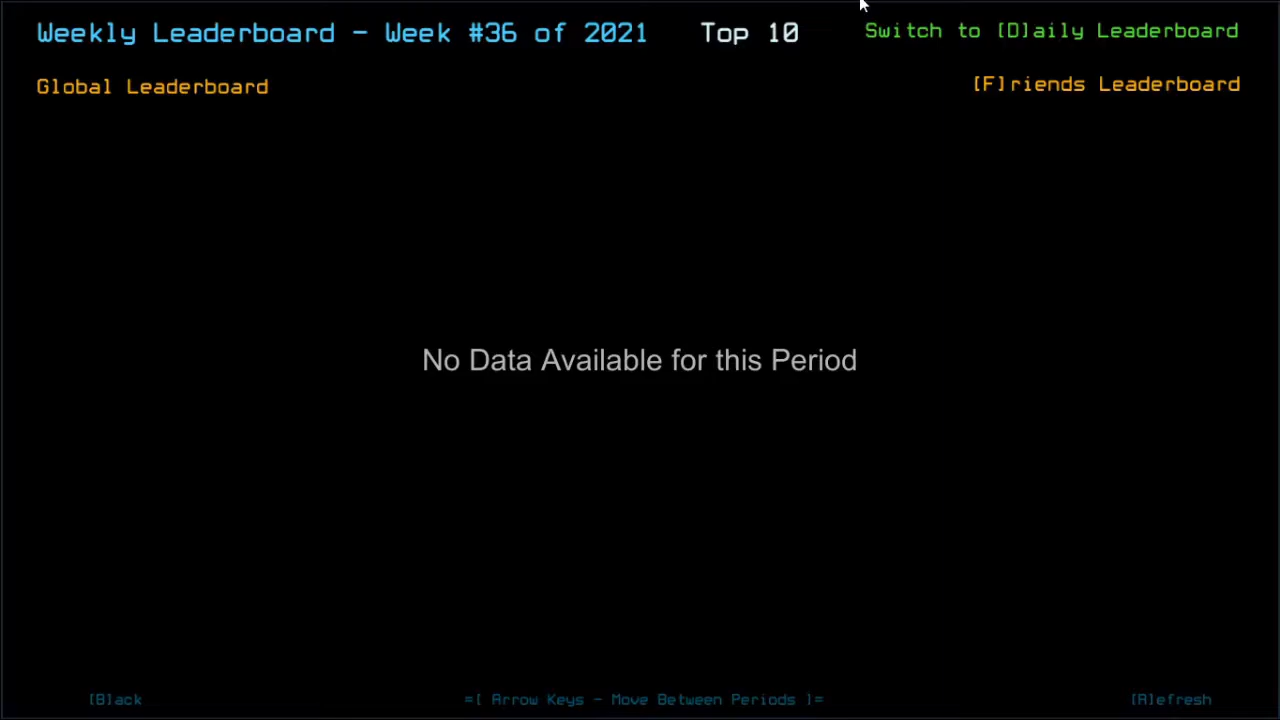 Weekly Leaderboard - Week #36 of 2021 Top 10 Switch to [D]aily Leaderboard
Global Leaderboard [F]riends Leaderboard
No Data Available for this Period
[B]ack =[ Arrow Keys - Move Between Periods ]= [R]efresh